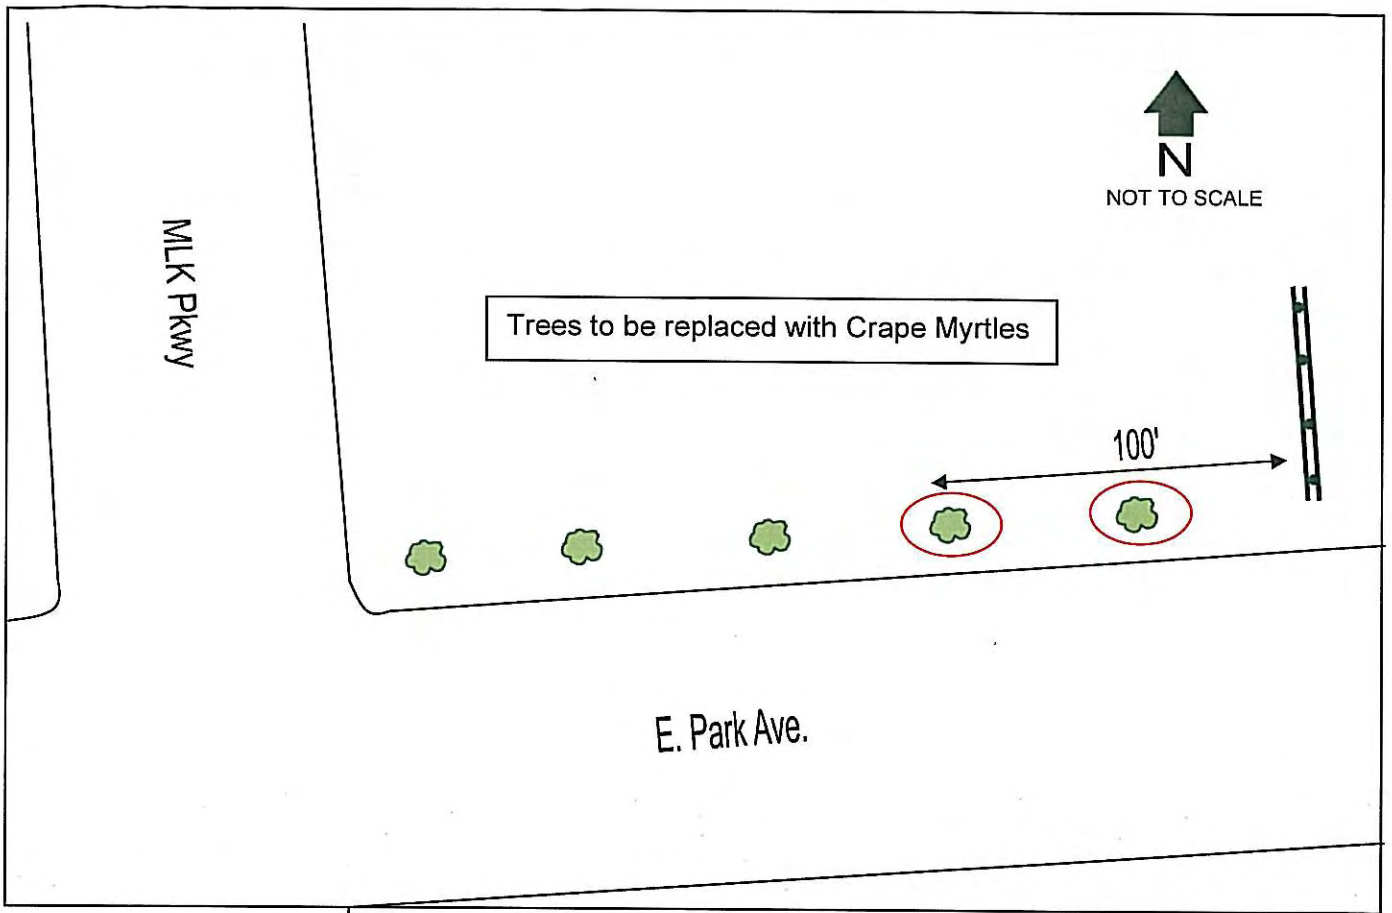 N
NOT TO SCALE
MLK Pkwy
Trees to be replaced with Crape Myrtles
100'
E. Park Ave.